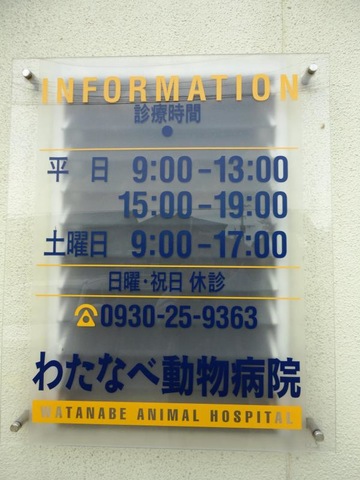 INFORMATION
診療時間
●
平 日 9:00-13:00
15:00-19:00
土曜日 9:00-17:00
日曜・祝日 休診
☎0930-25-9363
わたなべ動物病院
WATANABE ANIMAL HOSPITAL